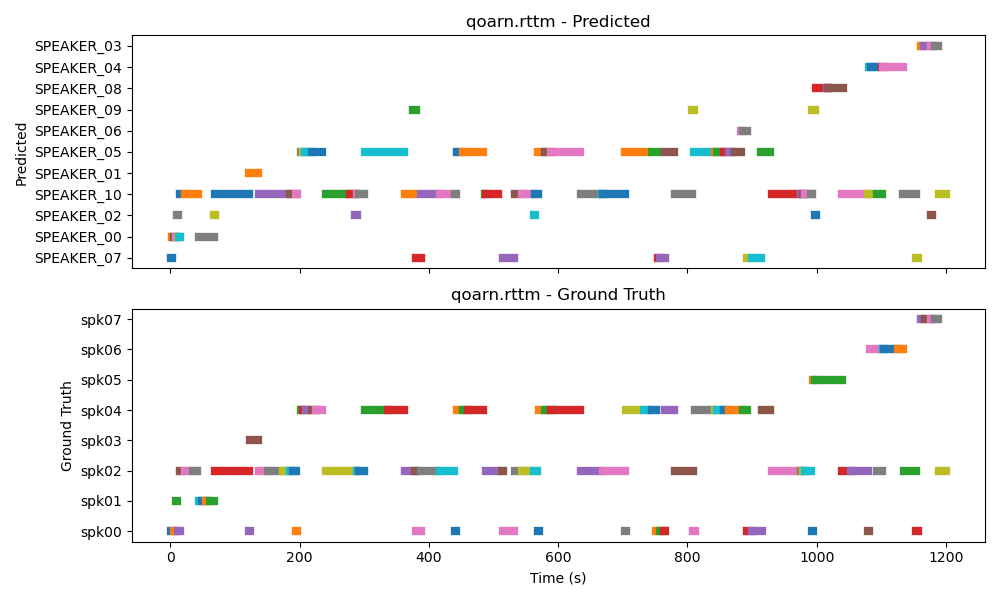 qoarn.rttm - Predicted
SPEAKER_03
SPEAKER_04
SPEAKER_08
SPEAKER_09
SPEAKER_06
SPEAKER_05
SPEAKER_01
SPEAKER_10
SPEAKER_02
SPEAKER_00
SPEAKER_07
Predicted
qoarn.rttm - Ground Truth
spk07
spk06
spk05
spk04
spk03
spk02
spk01
spk00
Ground Truth
0 200 400 600 800 1000 1200
Time (s)